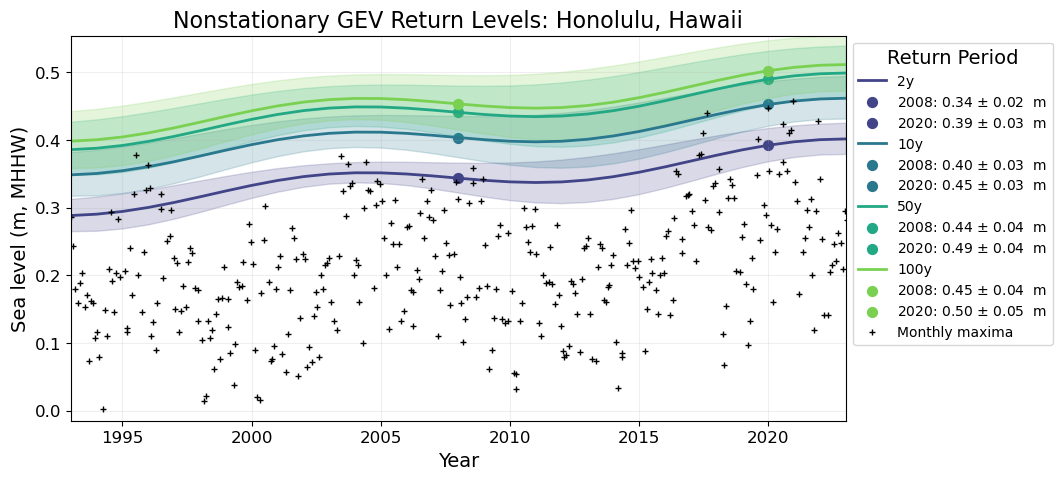 Nonstationary GEV Return Levels: Honolulu, Hawaii
Sea level (m, MHHW)
0.5
0.4
0.3
0.2
0.1
0.0
1995
2000
2005
2010
2015
2020
Year
Return Period
2y
2008: 0.34 ± 0.02 m
2020: 0.39 ± 0.03 m
10y
2008: 0.40 ± 0.03 m
2020: 0.45 ± 0.03 m
50y
2008: 0.44 ± 0.04 m
2020: 0.49 ± 0.04 m
100y
2008: 0.45 ± 0.04 m
2020: 0.50 ± 0.05 m
Monthly maxima